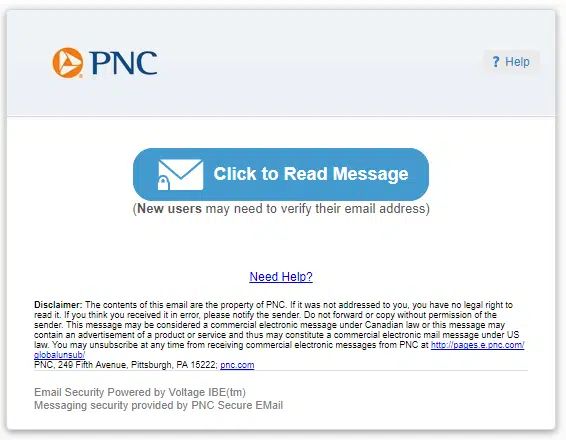 PNC
? Help
Click to Read Message
(New users may need to verify their email address)
Need Help?
Disclaimer: The contents of this email are the property of PNC. If it was not addressed to you, you have no legal right to
read it. If you think you received it in error, please notify the sender. Do not forward or copy without permission of the
sender. This message may be considered a commercial electronic message under Canadian law or this message may
contain an advertisement of a product or service and thus may constitute a commercial electronic mail message under US
law. You may unsubscribe at any time from receiving commercial electronic messages from PNC at http://pages.e.pnc.com/
globalunsub/
PNC, 249 Fifth Avenue, Pittsburgh, PA 15222; pnc.com
Email Security Powered by Voltage IBE(tm)
Messaging security provided by PNC Secure EMail